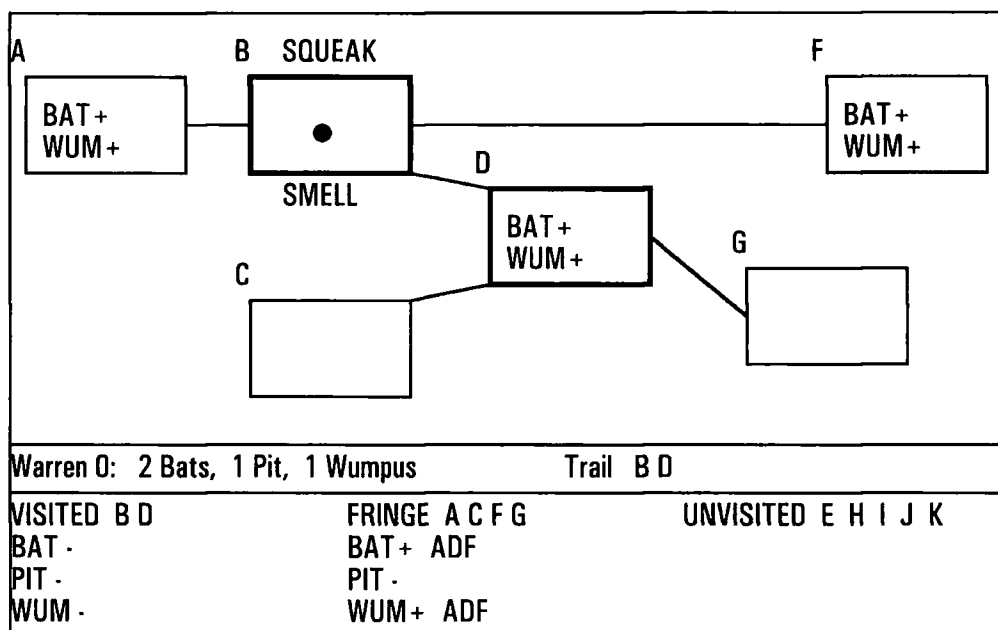 A B SQUEAK F
BAT+
WUM+
BAT+
WUM+
SMELL
D
BAT+
WUM+
G
C
Warren 0: 2 Bats, 1 Pit, 1 Wumpus Trail B D
VISITED B D FRINGE A C F G UNVISITED E H I J K
BAT - BAT+ ADF
PIT - PIT -
WUM - WUM+ ADF